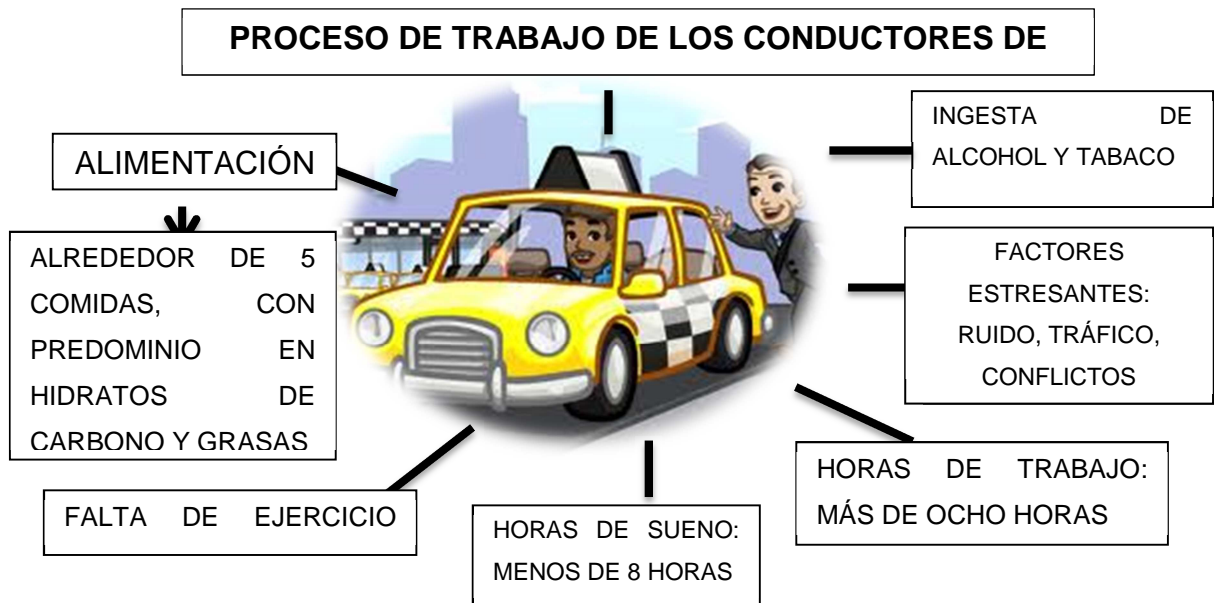 PROCESO DE TRABAJO DE LOS CONDUCTORES DE
ALIMENTACIÓN
ALREDEDOR DE 5
COMIDAS, CON
PREDOMINIO EN
HIDRATOS DE
CARBONO Y GRASAS
FALTA DE EJERCICIO
HORAS DE SUENO:
MENOS DE 8 HORAS
HORAS DE TRABAJO:
MÁS DE OCHO HORAS
FACTORES
ESTRESANTES:
RUIDO, TRÁFICO,
CONFLICTOS
INGESTA DE
ALCOHOL Y TABACO